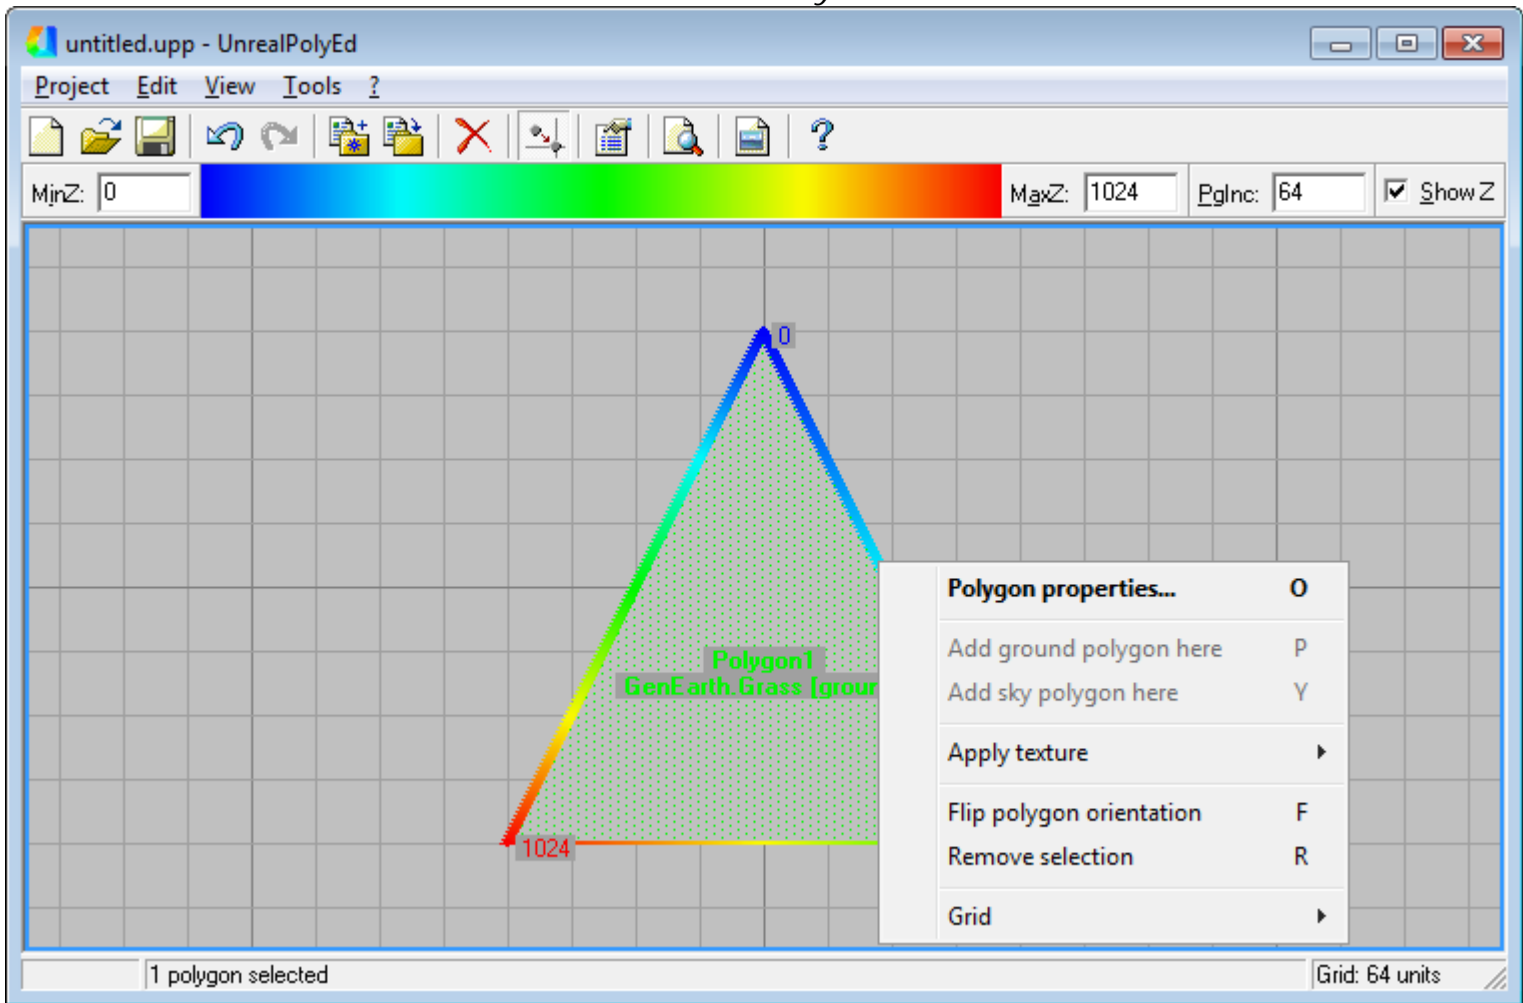 untitled.upp - UnrealPolyEd
Project Edit View Tools ?
MinZ: 0 MaxZ: 1024 PgInc: 64 Show Z
0
Polygon properties... O
Add ground polygon here P
Polygon1
GenEarth.Grass [grour
Add sky polygon here Y
Apply texture
Flip polygon orientation F
1024
Remove selection R
Grid
1 polygon selected Grid: 64 units